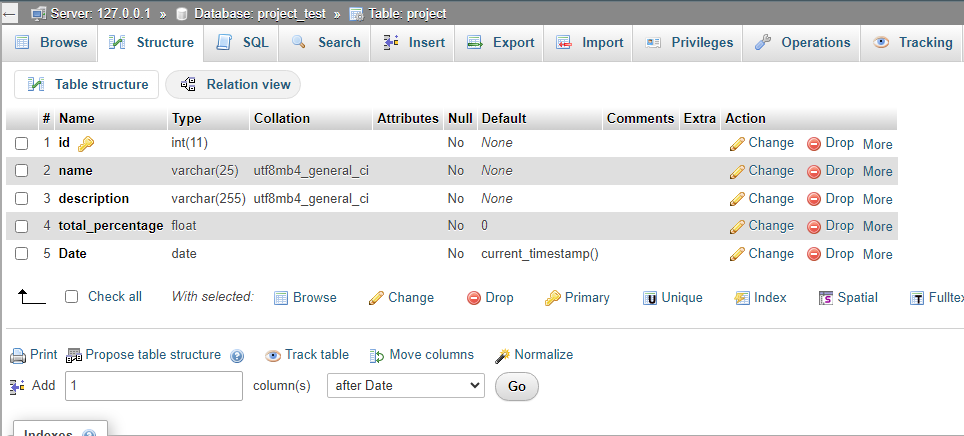 Server: 127.0.0.1 » Database: project_test » Table: project
Browse Structure SQL Search Insert Export Import Privileges Operations Tracking
Table structure Relation view
# Name Type Collation Attributes Null Default Comments Extra Action
1 id int(11) No None Change Drop More
2 name varchar(25) utf8mb4_general_ci No None Change Drop More
3 description varchar(255) utf8mb4_general_ci No None Change Drop More
4 total_percentage float No 0 Change Drop More
5 Date date No current_timestamp() Change Drop More
Check all With selected: Browse Change Drop Primary Unique Index Spatial Fullte
Print Propose table structure Track table Move columns Normalize
Add 1 column(s) after Date Go
Indexes